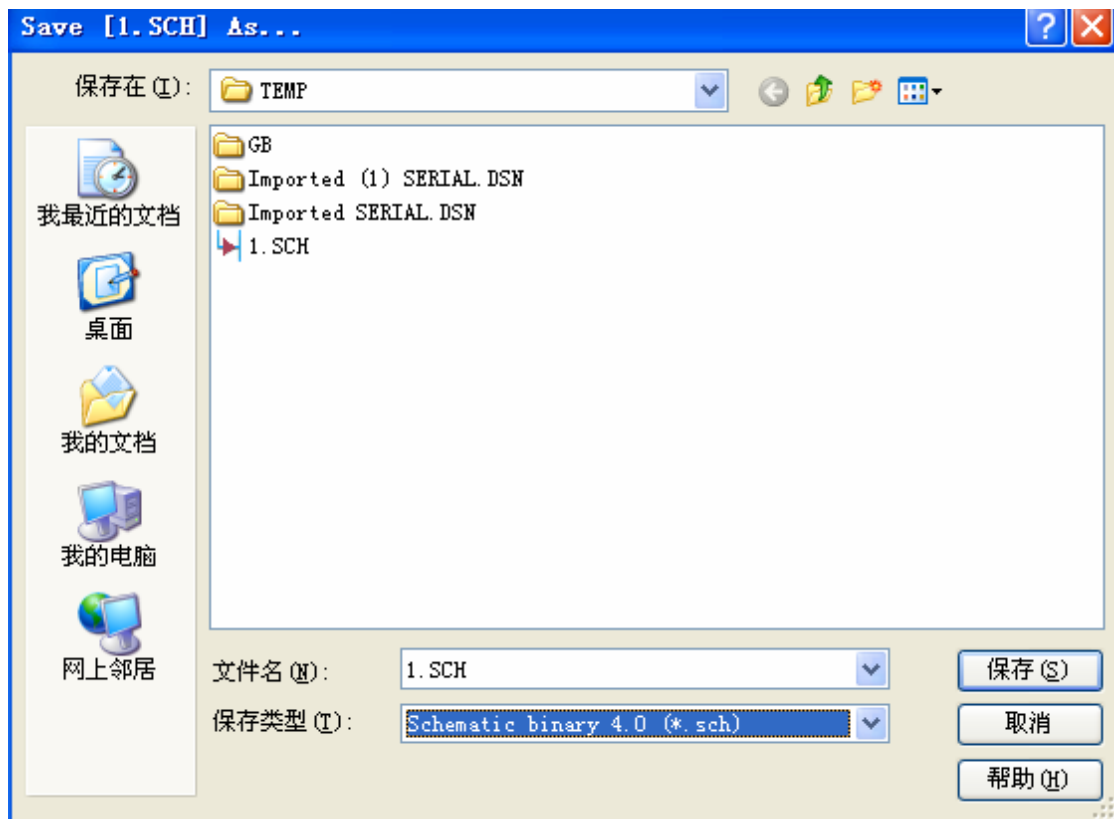 Save [1.SCH] As...
保存在(I):
TEMP
GB
Imported (1) SERIAL.DSN
Imported SERIAL.DSN
1.SCH
我最近的文档
桌面
我的文档
我的电脑
网上邻居
文件名(N):
1.SCH
保存(S)
保存类型(T):
Schematic binary 4.0 (*.sch)
取消
帮助(H)